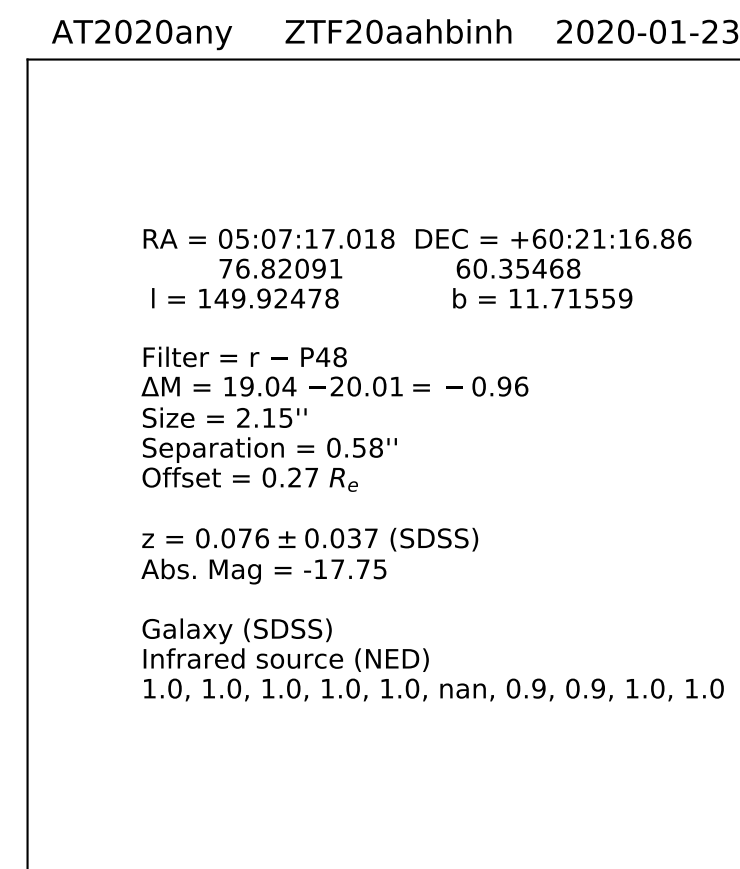 AT2020any ZTF20aahbinh 2020-01-23
RA = 05:07:17.018 DEC = +60:21:16.86
76.82091 60.35468
l = 149.92478 b = 11.71559
Filter = r − P48
ΔM = 19.04 −20.01 = − 0.96
Size = 2.15''
Separation = 0.58''
Offset = 0.27 Re
z = 0.076 ± 0.037 (SDSS)
Abs. Mag = -17.75
Galaxy (SDSS)
Infrared source (NED)
1.0, 1.0, 1.0, 1.0, 1.0, nan, 0.9, 0.9, 1.0, 1.0